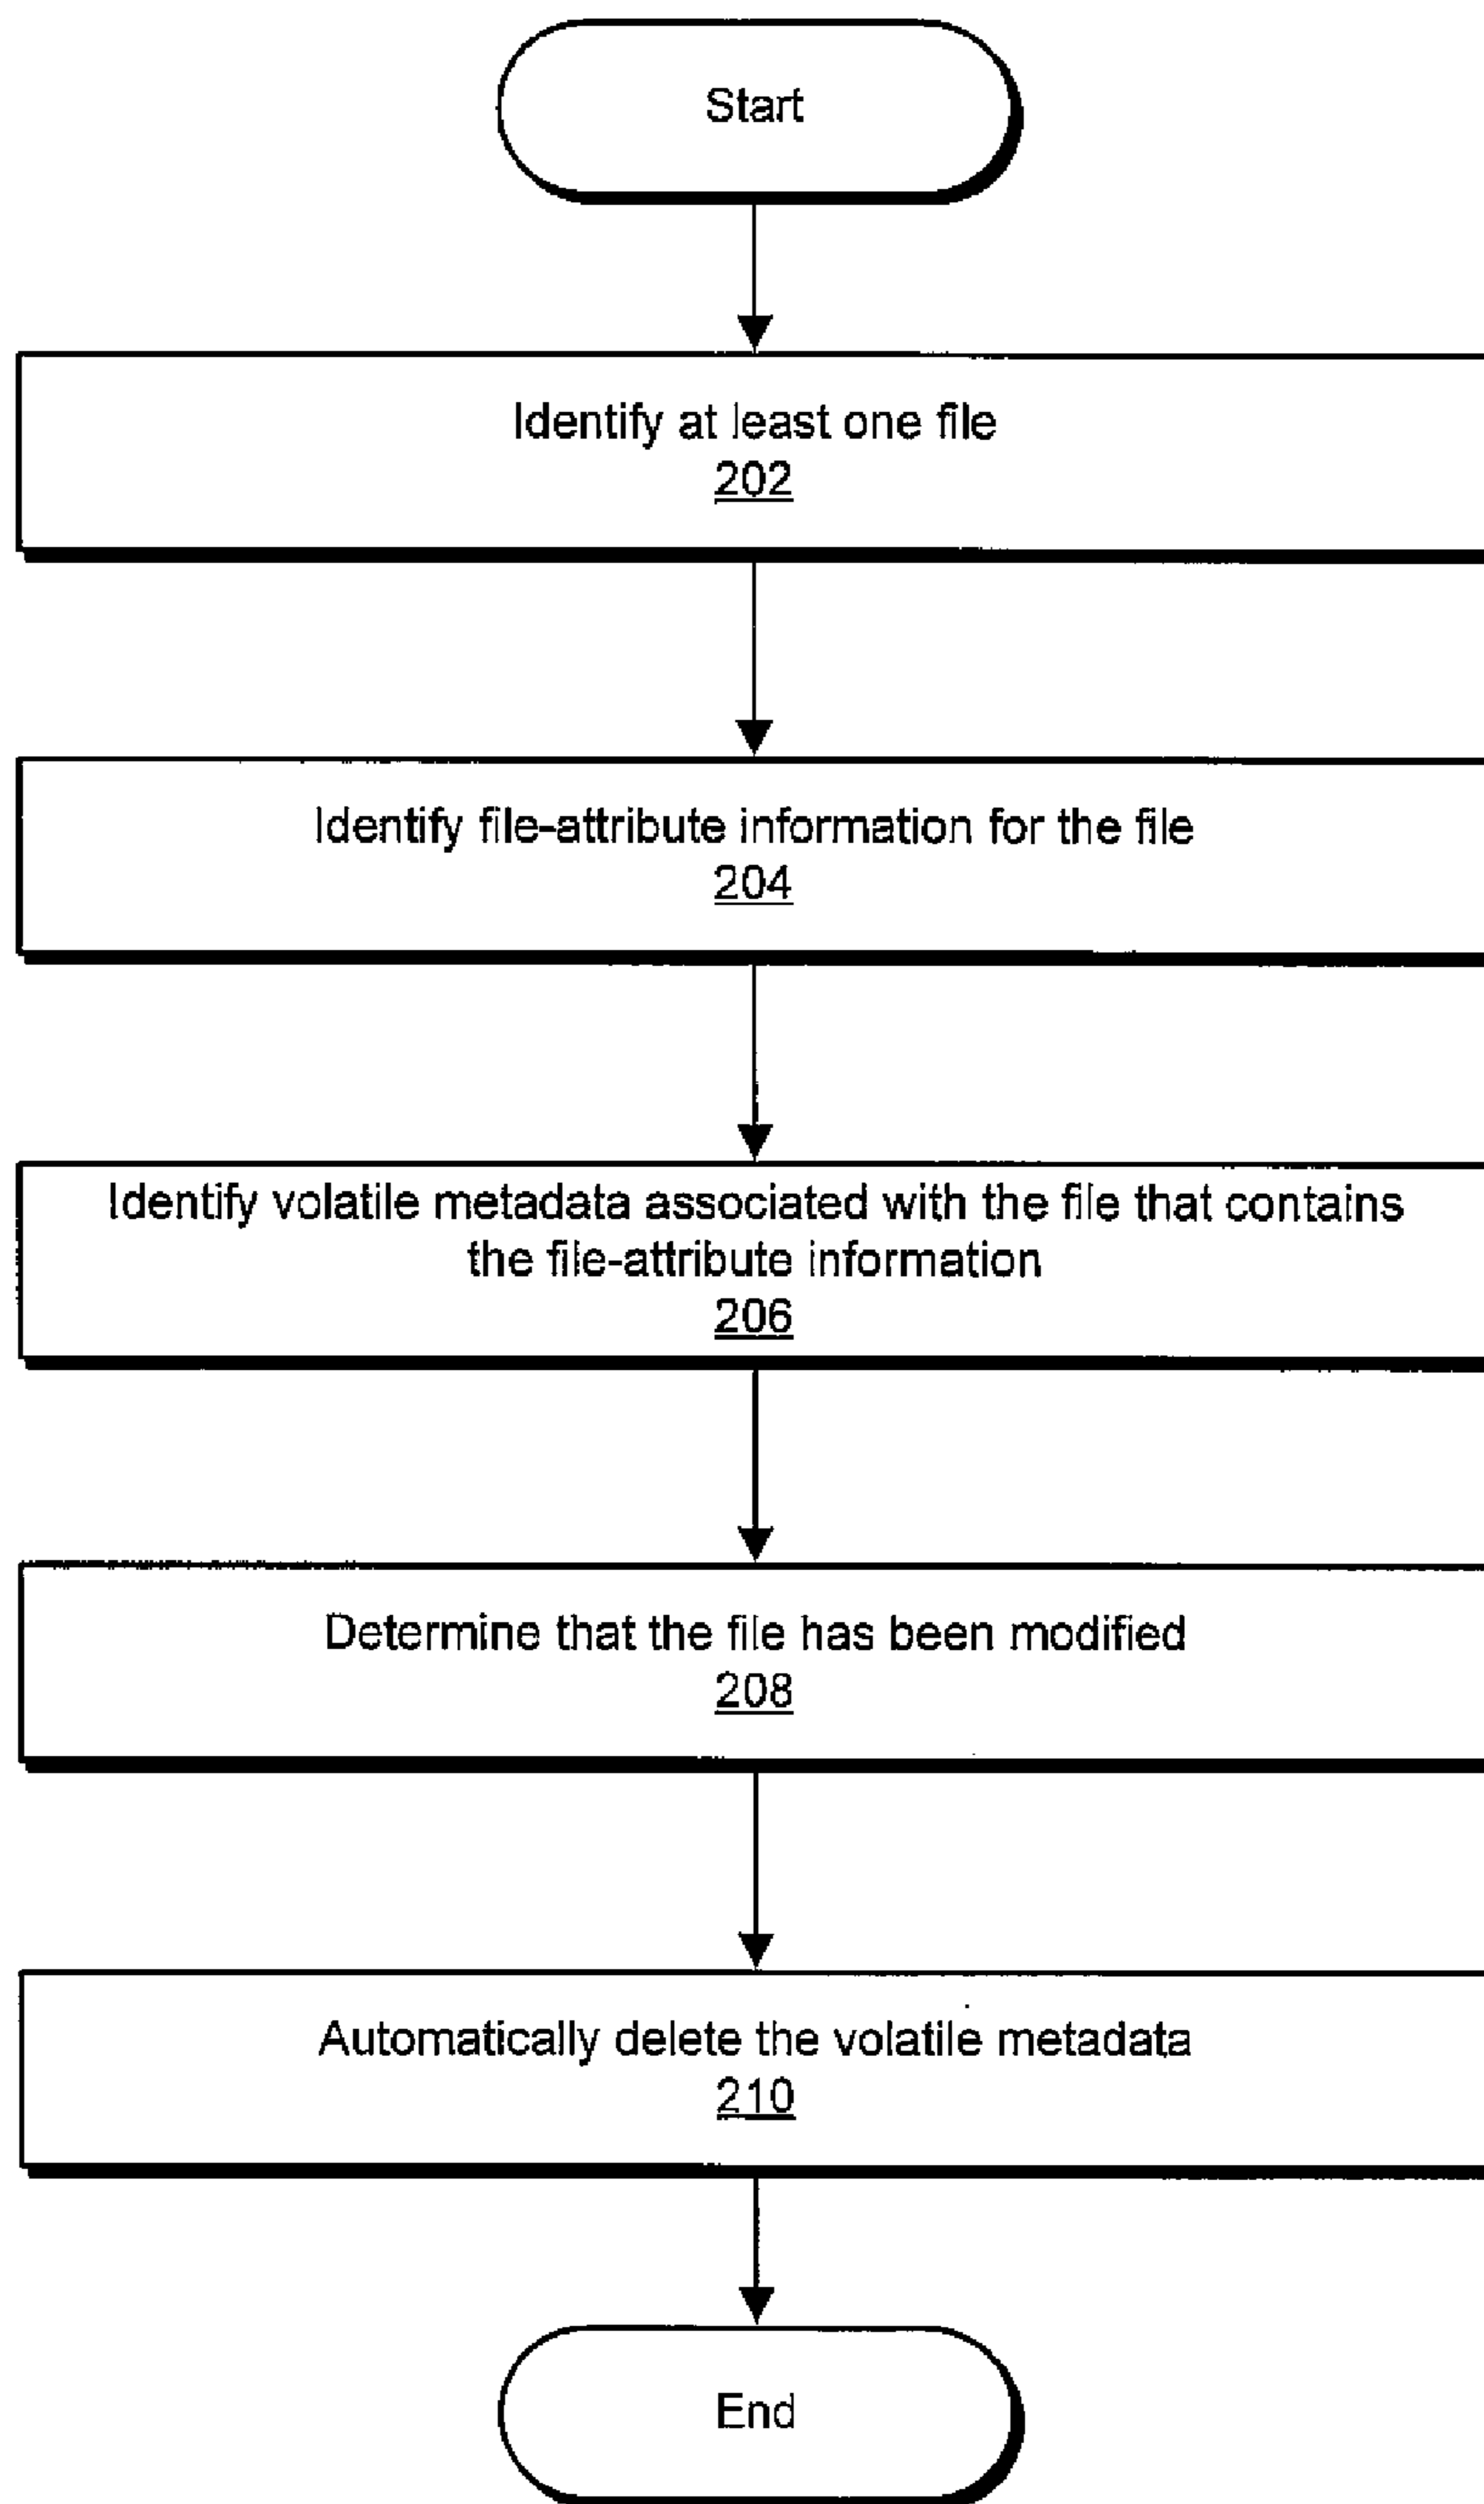 Start
Identify at least one file
202
Identify file-attribute information for the file
204
Identify volatile metadata associated with the file that contains
the file-attribute information
206
Determine that the file has been modified
208
Automatically delete the volatile metadata
210
End